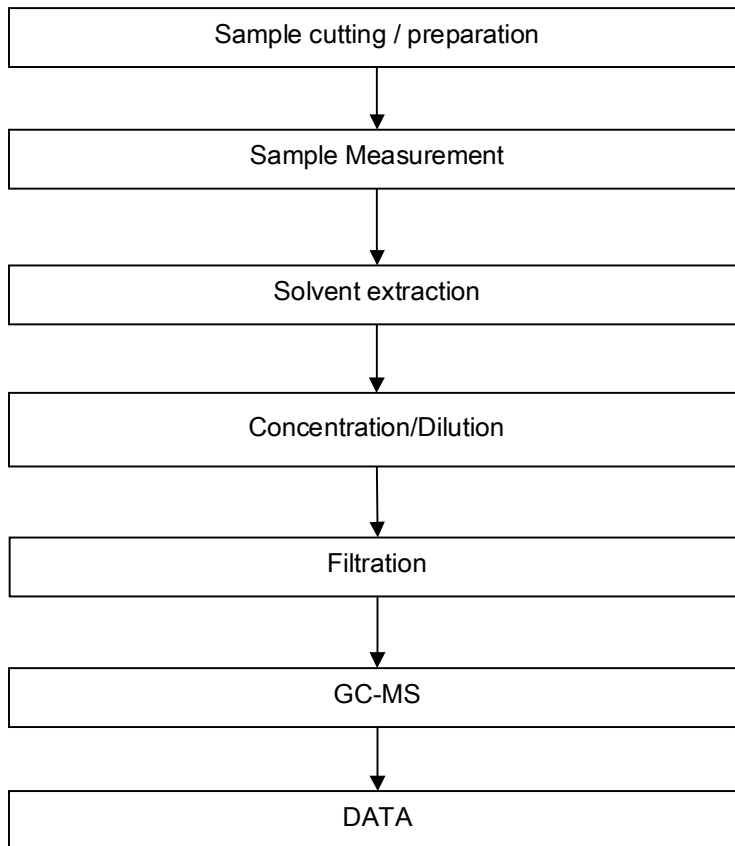 Sample cutting / preparation
Sample Measurement
Solvent extraction
Concentration/Dilution
Filtration
GC-MS
DATA